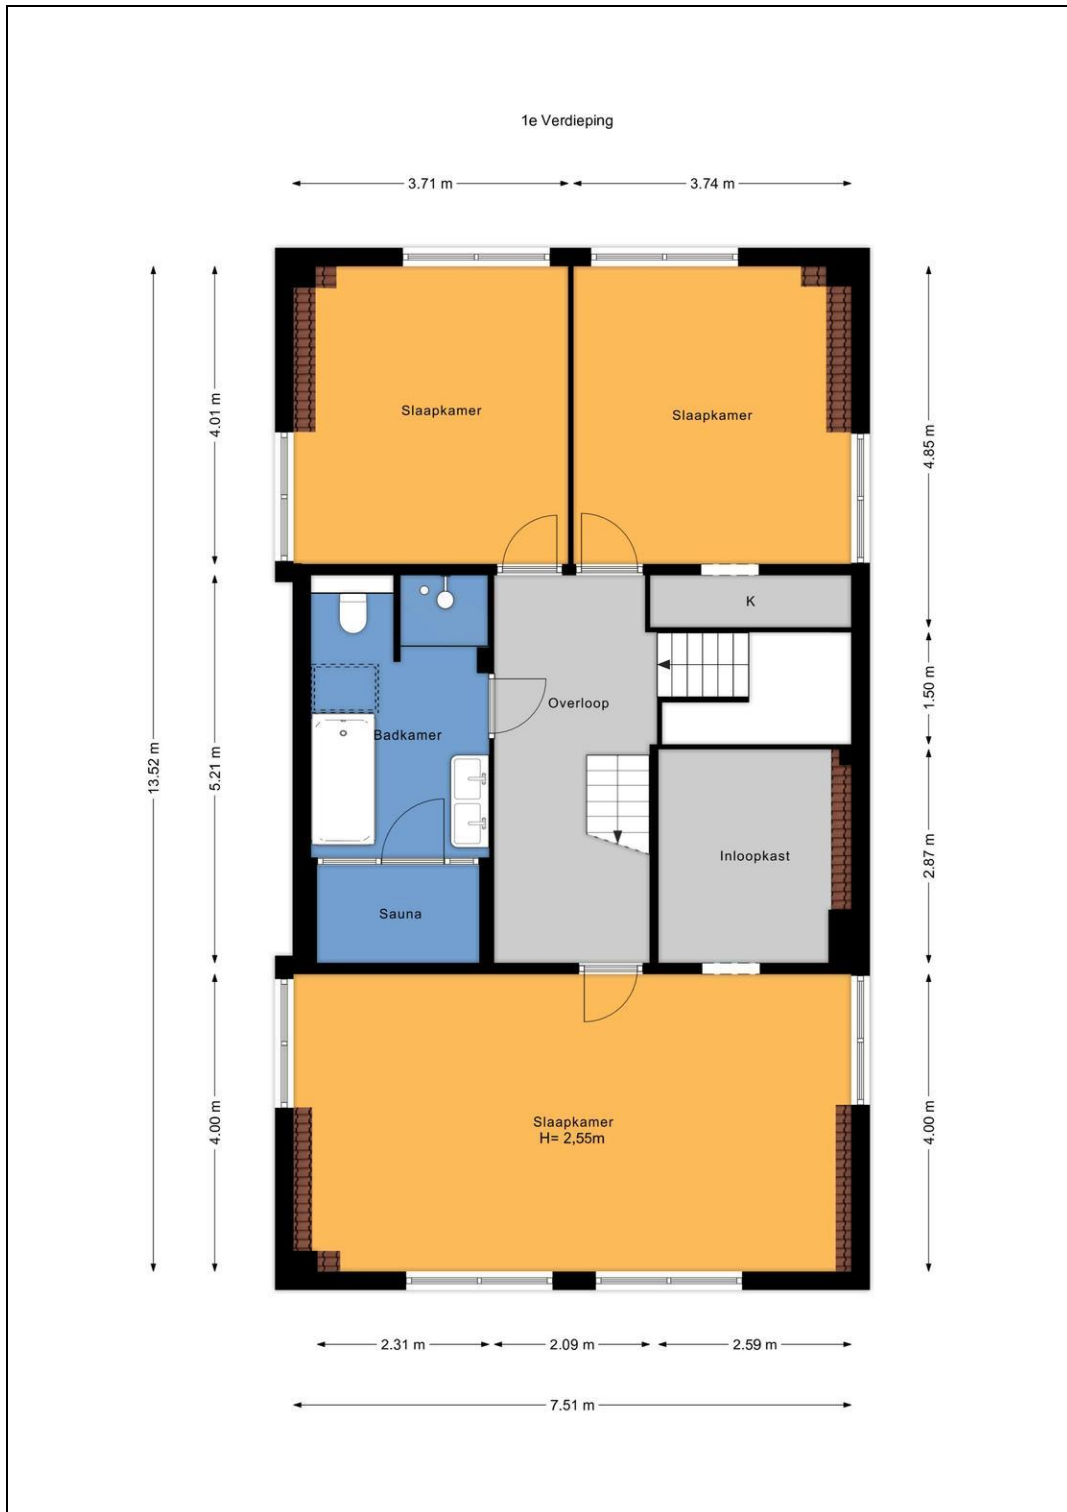 1e Verdieping
3.71 m
3.74 m
4.01 m
4.85 m
Slaapkamer
Slaapkamer
K
1.50 m
Overloop
Badkamer
13.52 m
5.21 m
2.87 m
Inloopkast
Sauna
4.00 m
4.00 m
Slaapkamer
H= 2,55m
2.31 m
2.09 m
2.59 m
7.51 m